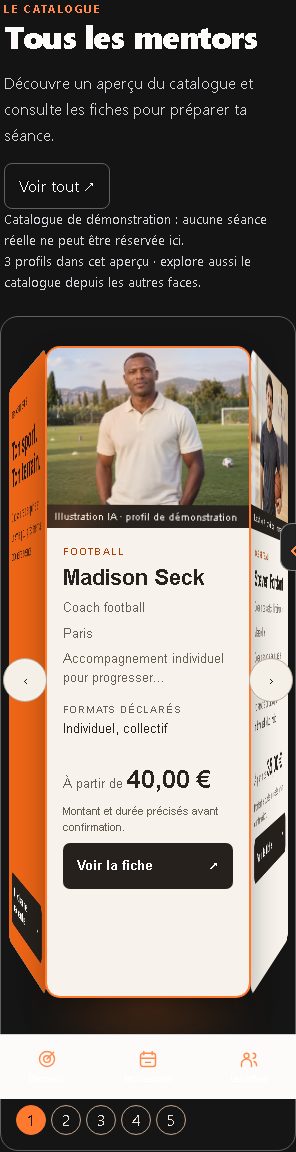 LE CATALOGUE
Tous les mentors
Découvre un aperçu du catalogue et
consulte les fiches pour préparer ta
séance.
Voir tout ↗
Catalogue de démonstration : aucune séance
réelle ne peut être réservée ici.
3 profils dans cet aperçu · explore aussi le
catalogue depuis les autres faces.
Ton sport.
Ton terrain.
Illustration IA · profil de démonstration
FOOTBALL
Madison Seck
Coach football
Paris
Accompagnement individuel
pour progresser...
FORMATS DÉCLARÉS
Individuel, collectif
À partir de 40,00 €
Montant et durée précisés avant
confirmation.
Voir la fiche ↗
‹
›
1 2 3 4 5